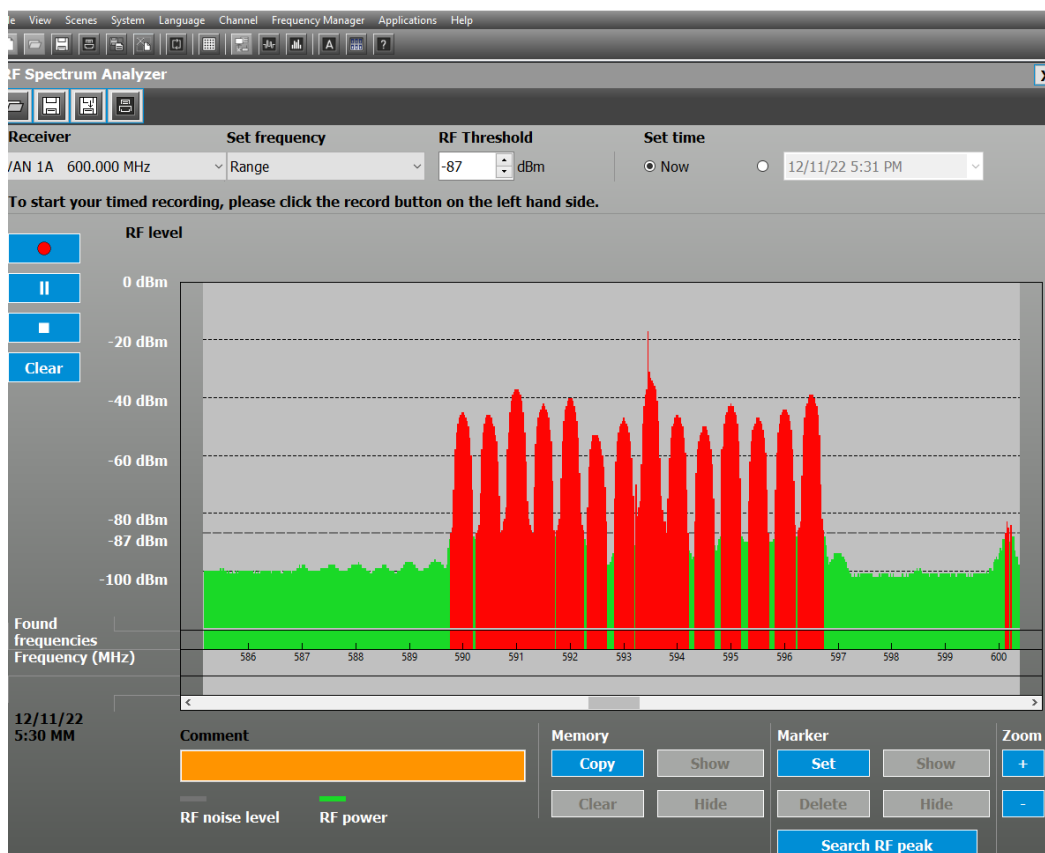 le View Scenes System Language Channel Frequency Manager Applications Help
A ?
RF Spectrum Analyzer X
Receiver Set frequency RF Threshold Set time
/AN 1A 600.000 MHz Range -87 dBm Now 12/11/22 5:31 PM
To start your timed recording, please click the record button on the left hand side.
RF level
0 dBm
-20 dBm
Clear
-40 dBm
-60 dBm
-80 dBm
-87 dBm
-100 dBm
Found
frequencies
Frequency (MHz) 586 587 588 589 590 591 592 593 594 595 596 597 598 599 600
12/11/22
5:30 MM
Comment Memory Marker Zoom
Copy Show Set Show +
Clear Hide Delete Hide -
RF noise level RF power
Search RF peak